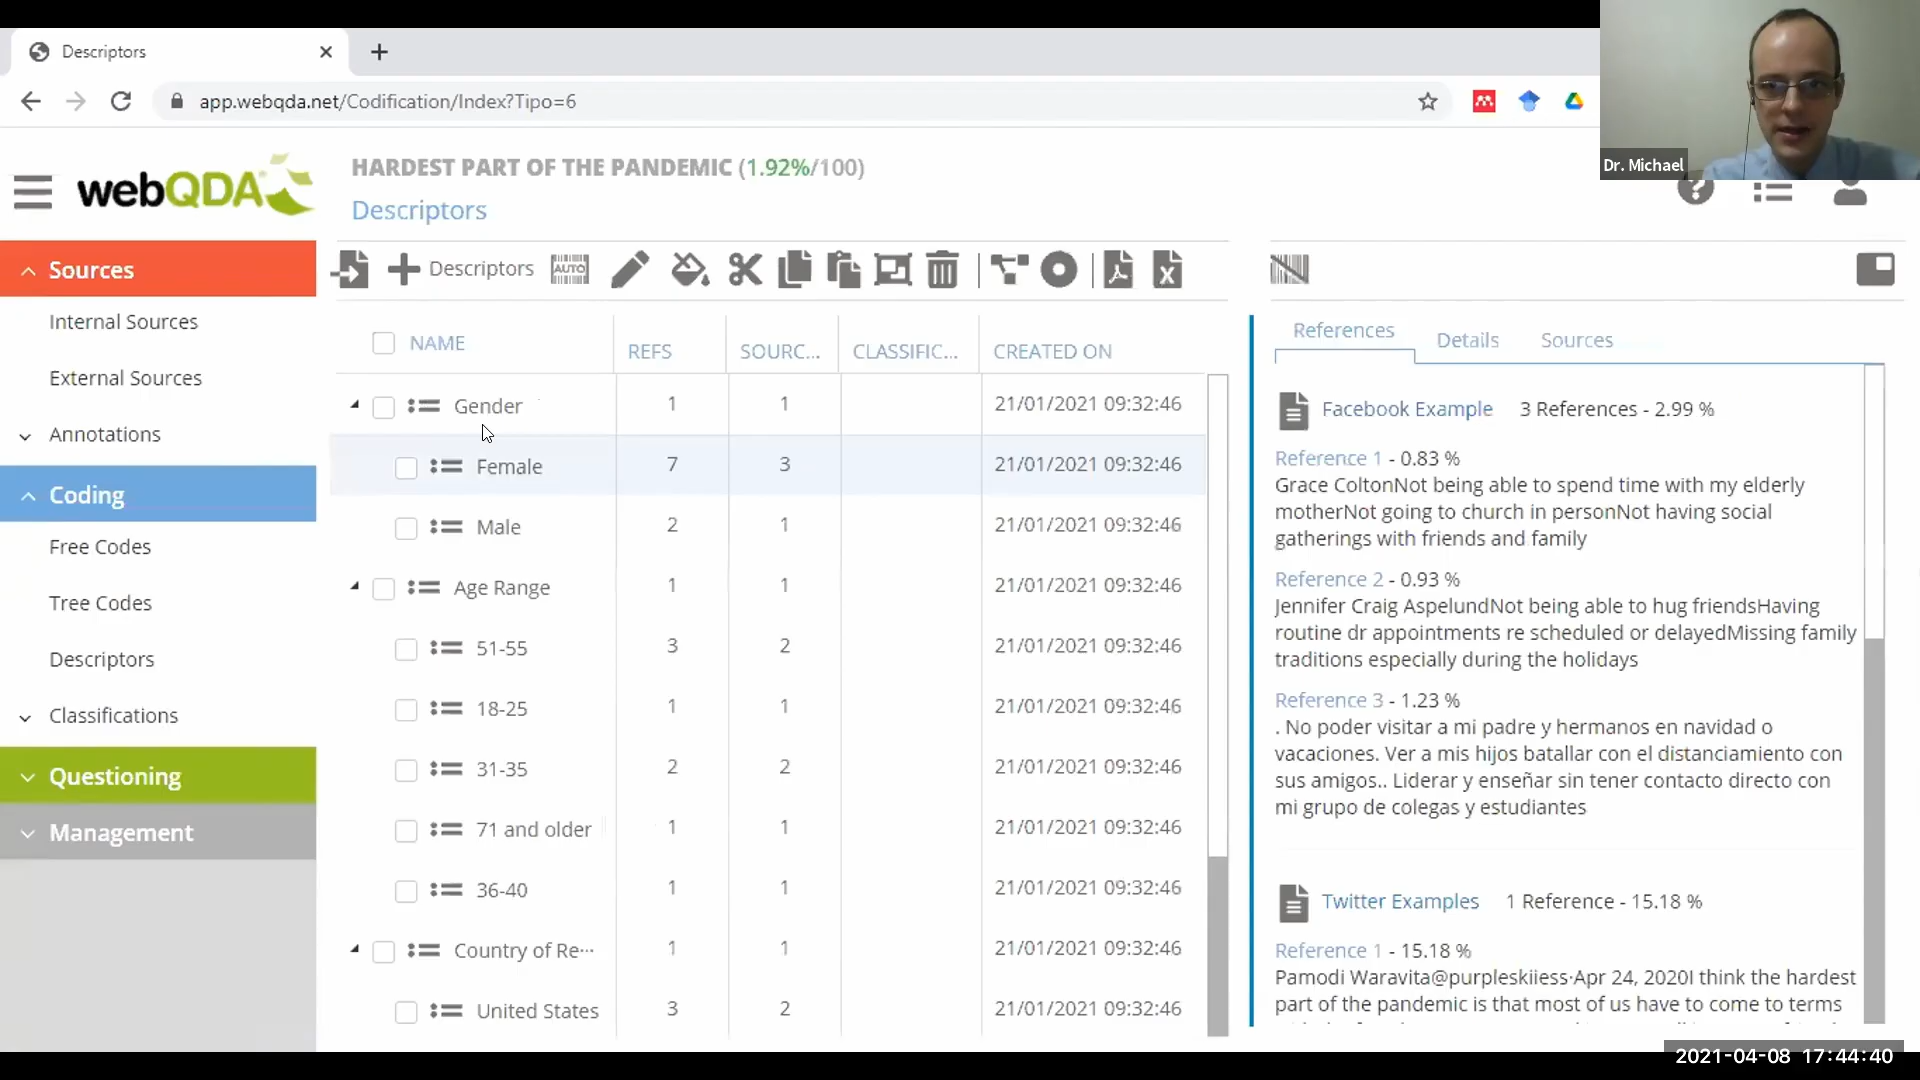 Descriptors
app.webqda.net/Codification/Index?Tipo=6
Dr. Michael
webQDA
HARDEST PART OF THE PANDEMIC (1.92%/100)
Descriptors
Sources
Internal Sources
External Sources
Annotations
Coding
Free Codes
Tree Codes
Descriptors
Classifications
Questioning
Management
Descriptors
AUTO
NAME REFS SOURC... CLASSIFIC... CREATED ON
Gender 1 1 21/01/2021 09:32:46
Female 7 3 21/01/2021 09:32:46
Male 2 1 21/01/2021 09:32:46
Age Range 1 1 21/01/2021 09:32:46
51-55 3 2 21/01/2021 09:32:46
18-25 1 1 21/01/2021 09:32:46
31-35 2 2 21/01/2021 09:32:46
71 and older 1 1 21/01/2021 09:32:46
36-40 1 1 21/01/2021 09:32:46
Country of Re... 1 1 21/01/2021 09:32:46
United States 3 2 21/01/2021 09:32:46
References Details Sources
Facebook Example 3 References - 2.99 %
Reference 1 - 0.83 %
Grace ColtonNot being able to spend time with my elderly
motherNot going to church in personNot having social
gatherings with friends and family
Reference 2 - 0.93 %
Jennifer Craig AspelundNot being able to hug friendsHaving
routine dr appointments re scheduled or delayedMissing family
traditions especially during the holidays
Reference 3 - 1.23 %
. No poder visitar a mi padre y hermanos en navidad o
vacaciones. Ver a mis hijos batallar con el distanciamiento con
sus amigos.. Liderar y enseñar sin tener contacto directo con
mi grupo de colegas y estudiantes
Twitter Examples 1 Reference - 15.18 %
Reference 1 - 15.18 %
Pamodi Waravita@purpleskiiess·Apr 24, 2020I think the hardest
part of the pandemic is that most of us have to come to terms
2021-04-08 17:44:40